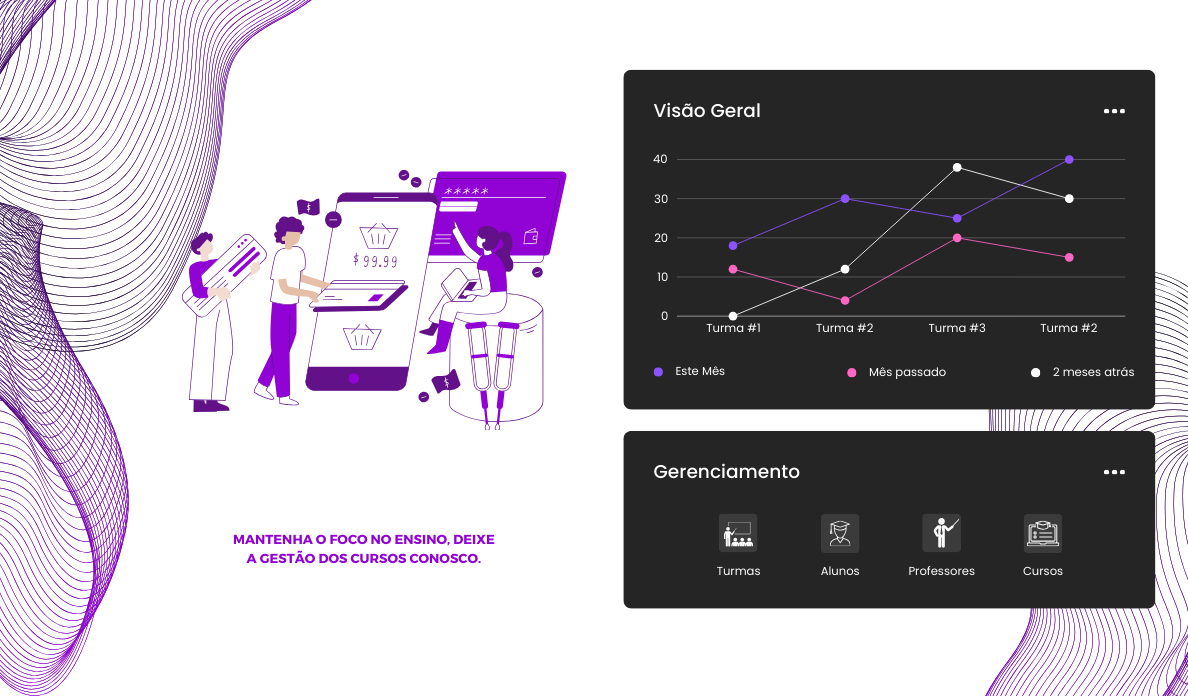 *****
$ 99.99
$
$
MANTENHA O FOCO NO ENSINO, DEIXE
A GESTÃO DOS CURSOS CONOSCO.
Visão Geral
40
30
20
10
0
Turma #1 Turma #2 Turma #3 Turma #2
Este Mês Mês passado 2 meses atrás
Gerenciamento
Turmas Alunos Professores Cursos